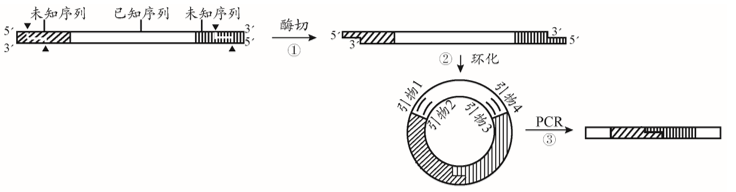 未知序列 已知序列 未知序列
5′ 3′
3′ 5′
酶切
①
5′ 3′
3′ 5′
② 环化
引物1 引物4
引物2 引物3
PCR
③